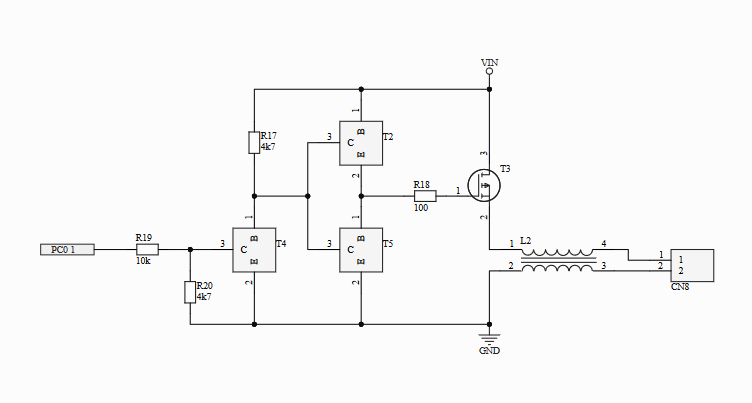 VIN
1
B
T2
3
C
E
2
R17
4k7
3
T3
R18
1
100
2
1
B
T4
3
C
E
2
1
B
T5
3
C
E
2
PC0 1
R19
10k
R20
4k7
L2
1
4
2
3
1
1
2
2
CN8
GND